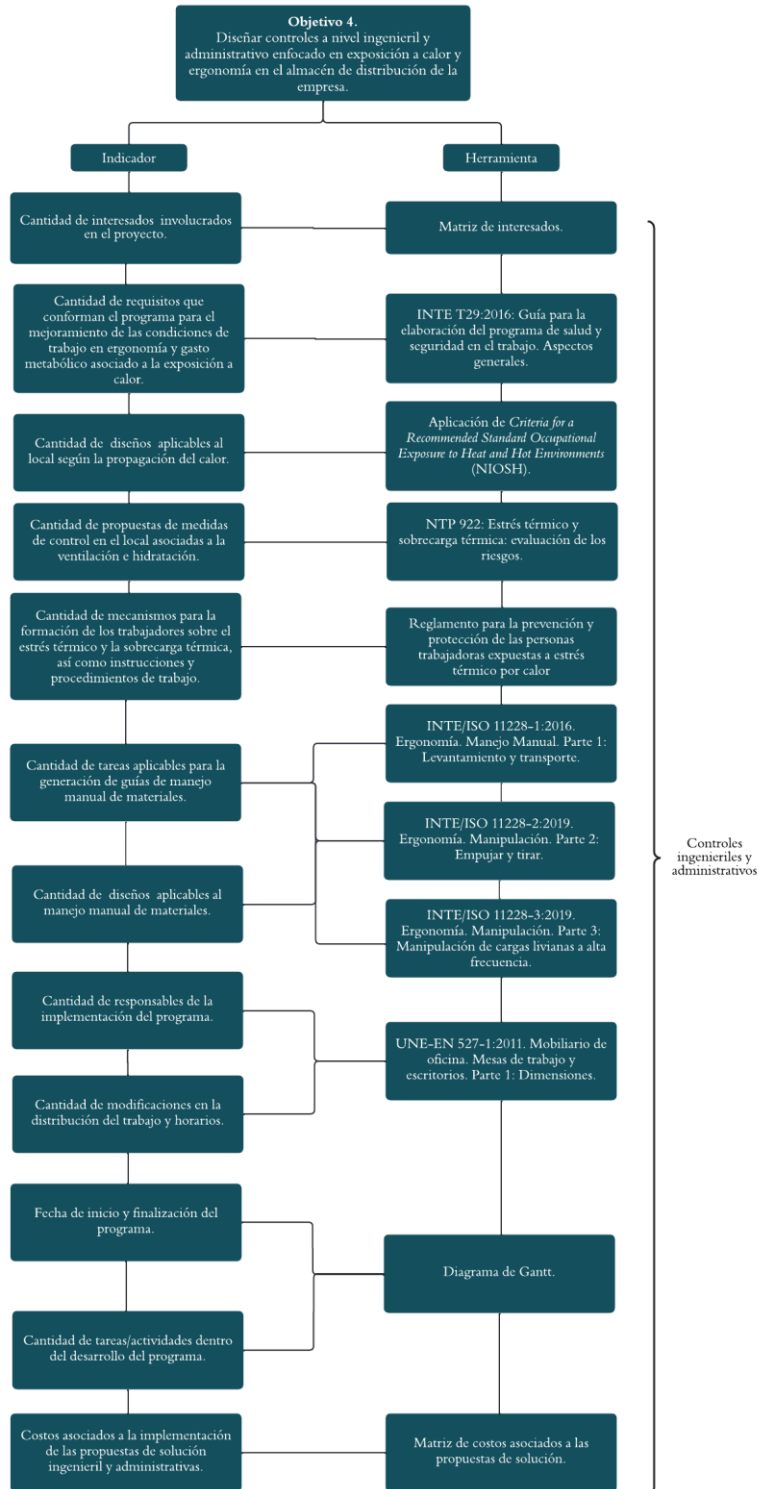 Objetivo 4.
Diseñar controles a nivel ingenieril y
administrativo enfocado en exposición a calor y
ergonomía en el almacén de distribución de la
empresa.
Indicador
Herramienta
Cantidad de interesados involucrados
en el proyecto.
Matriz de interesados.
Cantidad de requisitos que
conforman el programa para el
mejoramiento de las condiciones de
trabajo en ergonomía y gasto
metabólico asociado a la exposición a
calor.
INTE T29:2016: Guía para la
elaboración del programa de salud y
seguridad en el trabajo. Aspectos
generales.
Cantidad de diseños aplicables al
local según la propagación del calor.
Aplicación de Criteria for a
Recommended Standard Occupational
Exposure to Heat and Hot Environments
(NIOSH).
Cantidad de propuestas de medidas
de control en el local asociadas a la
ventilación e hidratación.
NTP 922: Estrés térmico y
sobrecarga térmica: evaluación de los
riesgos.
Cantidad de mecanismos para la
formación de los trabajadores sobre el
estrés térmico y la sobrecarga térmica,
así como instrucciones y
procedimientos de trabajo.
Reglamento para la prevención y
protección de las personas
trabajadoras expuestas a estrés
térmico por calor
Cantidad de tareas aplicables para la
generación de guías de manejo
manual de materiales.
INTE/ISO 11228-1:2016.
Ergonomía. Manejo Manual. Parte 1:
Levantamiento y transporte.
INTE/ISO 11228-2:2019.
Ergonomía. Manipulación. Parte 2:
Empujar y tirar.
Controles
ingenieriles y
administrativos
Cantidad de diseños aplicables al
manejo manual de materiales.
INTE/ISO 11228-3:2019.
Ergonomía. Manipulación. Parte 3:
Manipulación de cargas livianas a alta
frecuencia.
Cantidad de responsables de la
implementación del programa.
UNE-EN 527-1:2011. Mobiliario de
oficina. Mesas de trabajo y
escritorios. Parte 1: Dimensiones.
Cantidad de modificaciones en la
distribución del trabajo y horarios.
Fecha de inicio y finalización del
programa.
Diagrama de Gantt.
Cantidad de tareas/actividades dentro
del desarrollo del programa.
Costos asociados a la implementación
de las propuestas de solución
ingenieril y administrativas.
Matriz de costos asociados a las
propuestas de solución.